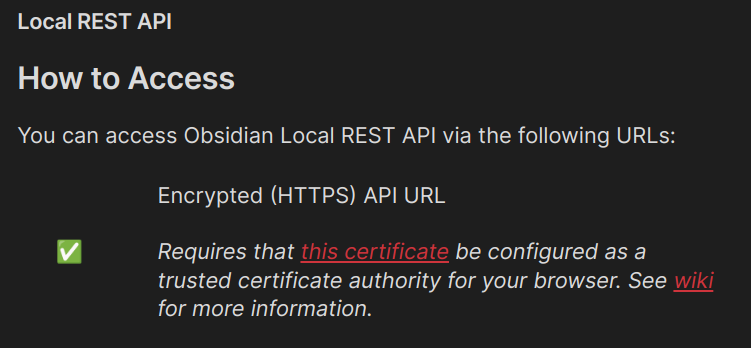 Local REST API
How to Access
You can access Obsidian Local REST API via the following URLs:
Encrypted (HTTPS) API URL
Requires that this certificate be configured as a
trusted certificate authority for your browser. See wiki
for more information.